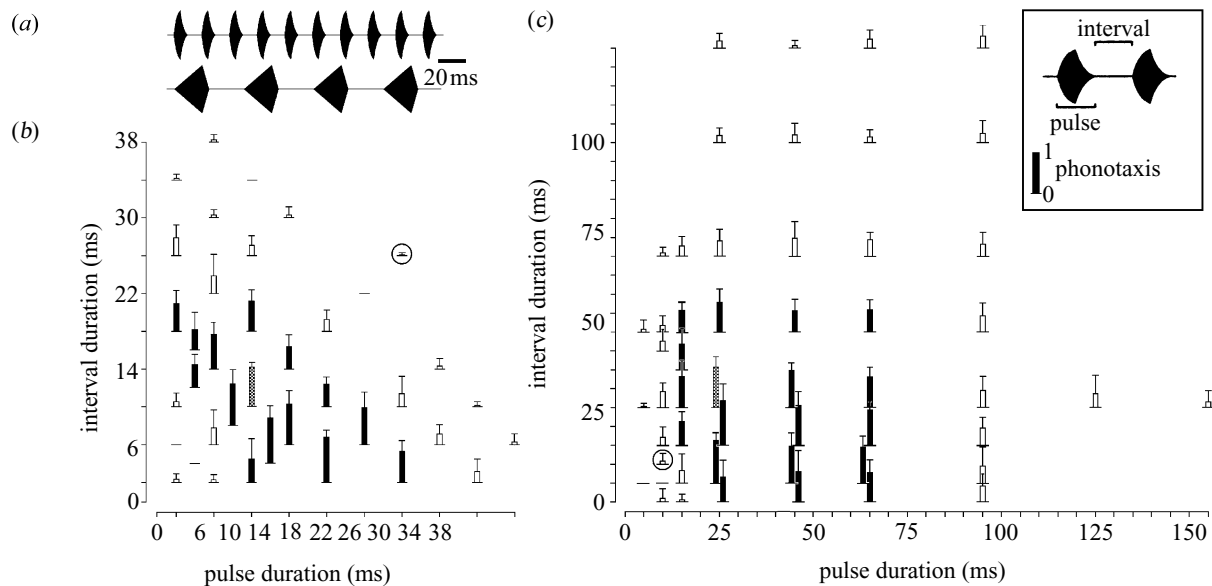 (a)
20 ms
(b)
38
30
22
14
6
0
interval duration (ms)
0 6 10 14 18 22 26 30 34 38
pulse duration (ms)
(c)
100
75
50
25
0
interval duration (ms)
0 25 50 75 100 125 150
pulse duration (ms)
interval
pulse
1
phonotaxis
0